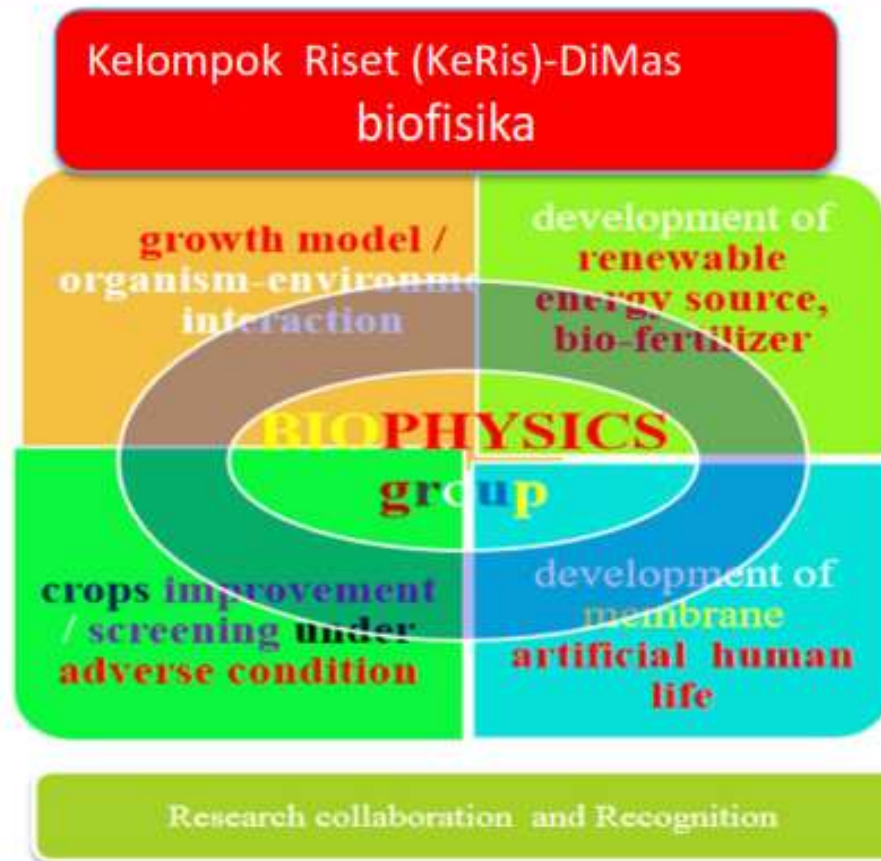 Kelompok Riset (KeRis)-DiMas
biofisika
growth model /
organism-environme
interaction
development of
renewable
energy source,
bio-fertilizer
BIOPHYSICS
group
crops improvement
/ screening under
adverse condition
development of
membrane
artificial human
life
Research collaboration and Recognition